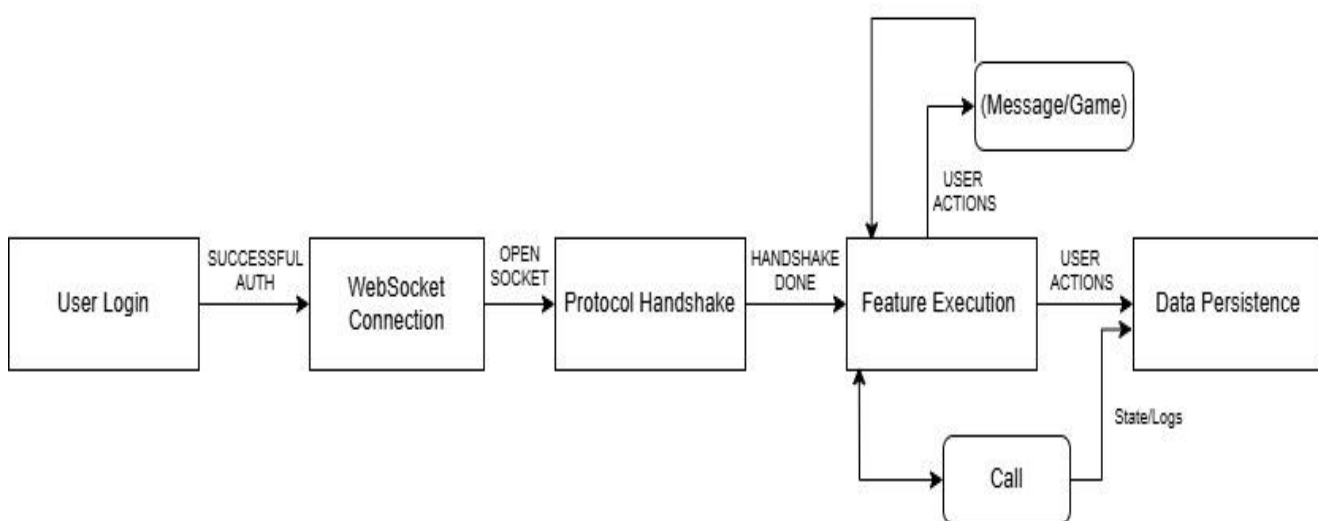 (Message/Game)
USER
ACTIONS
User Login
SUCCESSFUL
AUTH
WebSocket
Connection
OPEN
SOCKET
Protocol Handshake
HANDSHAKE
DONE
Feature Execution
USER
ACTIONS
Data Persistence
State/Logs
Call